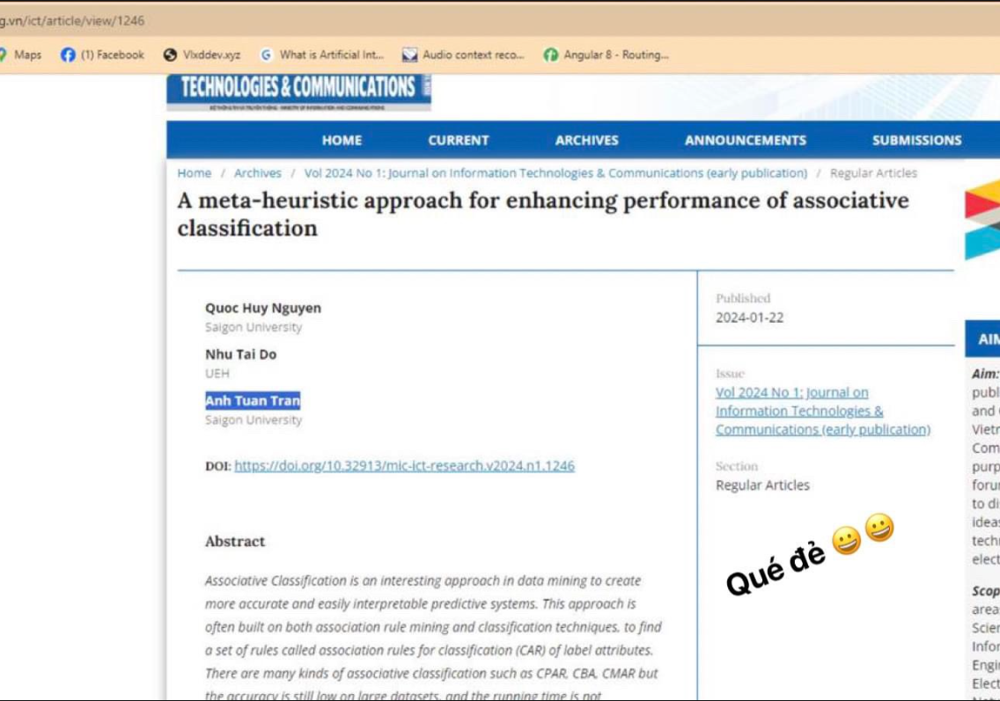 g.vn/ict/article/view/1246
Maps (1) Facebook Vlxddev.xyz What is Artificial Int... Audio context reco... Angular 8 - Routing...
TECHNOLOGIES & COMMUNICATIONS
HOME CURRENT ARCHIVES ANNOUNCEMENTS SUBMISSIONS
Home / Archives / Vol 2024 No 1: Journal on Information Technologies & Communications (early publication) / Regular Articles
A meta-heuristic approach for enhancing performance of associative
classification
Quoc Huy Nguyen
Saigon University
Nhu Tai Do
UEH
Anh Tuan Tran
Saigon University
DOI: https://doi.org/10.32913/mic-ict-research.v2024.n1.1246
Abstract
Associative Classification is an interesting approach in data mining to create
more accurate and easily interpretable predictive systems. This approach is
often built on both association rule mining and classification techniques, to find
a set of rules called association rules for classification (CAR) of label attributes.
There are many kinds of associative classification such as CPAR, CBA, CMAR but
the accuracy is still low on large datasets, and the running time is not
Published
2024-01-22
Issue
Vol 2024 No 1: Journal on
Information Technologies &
Communications (early publication)
Section
Regular Articles
Qué đẻ 😀😀
AIM
Aim:
publ
and
Vietn
Com
purp
foru
to di
ideas
techn
elect
Scop
area
Scien
Infor
Engi
Elect